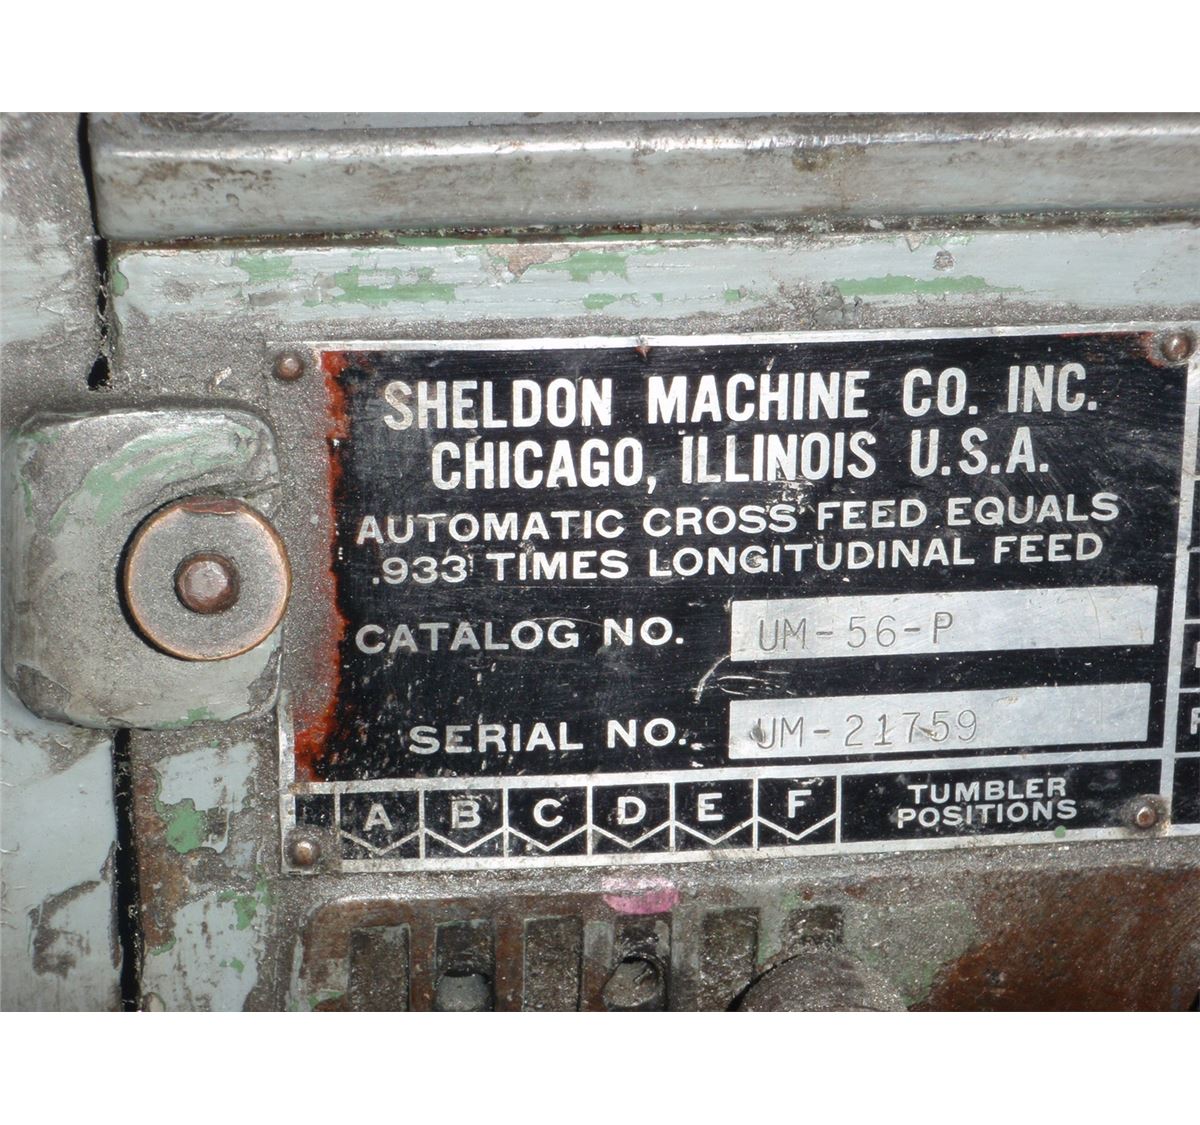 SHELDON MACHINE CO. INC.
CHICAGO, ILLINOIS U.S.A.
AUTOMATIC CROSS FEED EQUALS
.933 TIMES LONGITUDINAL FEED
CATALOG NO. UM-56-P
SERIAL NO. UM-21759
A B C D E F TUMBLER
POSITIONS